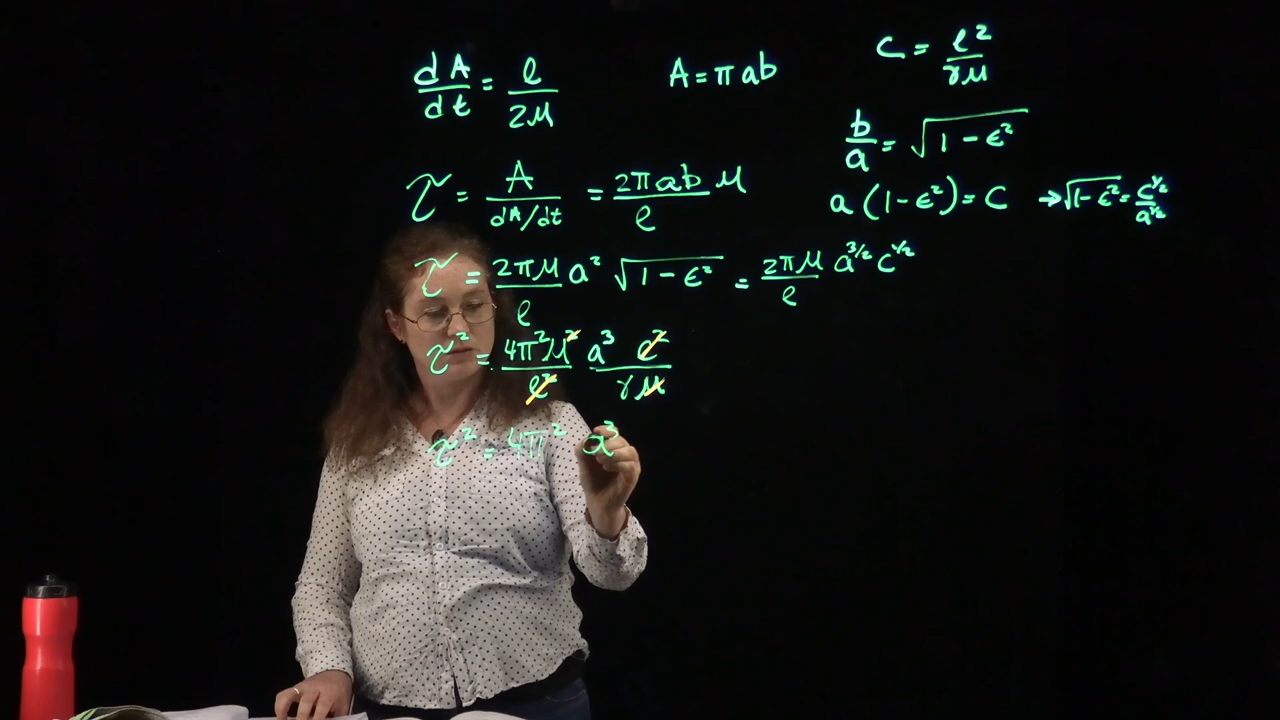 dA/dt = ℓ/2μ
A = πab
c = ℓ²/γμ
b/a = √(1 − ϵ²)
τ = A/(dA/dt) = 2πabμ/ℓ
a(1−ϵ²) = c → √(1−ϵ²) = c^(1/2)/a^(1/2)
τ = (2πμ/ℓ) a² √(1 − ϵ²) = (2πμ/ℓ) a^(3/2) c^(1/2)
τ² = (4π²μ²/ℓ²) (a³ ℓ²/γμ)
τ² = 4π² a³